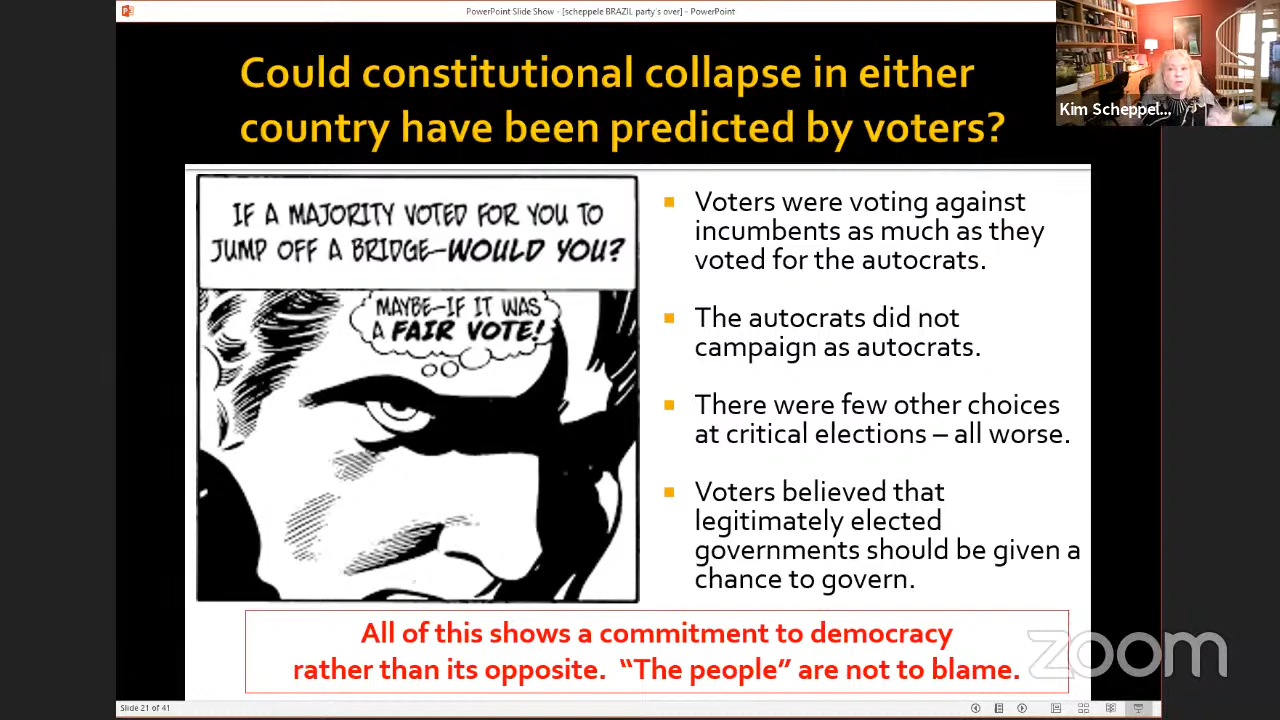 PowerPoint Slide Show - [scheppele BRAZIL party's over] - PowerPoint
Could constitutional collapse in either
country have been predicted by voters?
Kim Scheppel...
IF A MAJORITY VOTED FOR YOU TO
JUMP OFF A BRIDGE—WOULD YOU?
MAYBE—IF IT WAS
A FAIR VOTE!
Voters were voting against
incumbents as much as they
voted for the autocrats.
The autocrats did not
campaign as autocrats.
There were few other choices
at critical elections – all worse.
Voters believed that
legitimately elected
governments should be given a
chance to govern.
All of this shows a commitment to democracy
rather than its opposite. “The people” are not to blame.
zoom
Slide 21 of 41